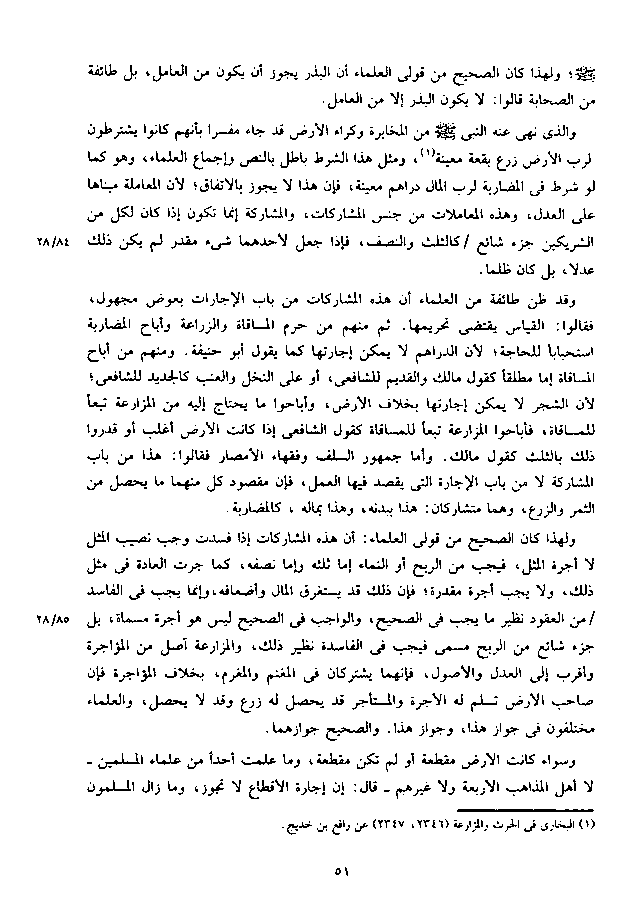 ﷺ؛ ولهذا كان الصحيح من قولى العلماء أن البذر يجوز أن يكون من العامل، بل طائفة
من الصحابة قالوا: لا يكون البذر إلا من العامل.
والذى نهى عنه النبى ﷺ من المخابرة وكراء الأرض قد جاء مفسرا بأنهم كانوا يشترطون
لرب الأرض زرع بقعة معينة(١)، ومثل هذا الشرط باطل بالنص وإجماع العلماء، وهو كما
لو شرط فى المضاربة لرب المال دراهم معينة، فإن هذا لا يجوز بالاتفاق؛ لأن المعاملة مبناها
على العدل، وهذه المعاملات من جنس المشاركات، والمشاركة إنما تكون إذا كان لكل من
الشريكين جزء شائع /كالثلث والنصف، فإذا جعل لأحدهما شىء مقدر لم يكن ذلك ٢٨/٨٤
عدلا، بل كان ظلما.
وقد ظن طائفة من العلماء أن هذه المشاركات من باب الإجارات بعوض مجهول،
فقالوا: القياس يقتضى تحريمها. ثم منهم من حرم المساقاة والزراعة وأباح المضاربة
استحبابًا للحاجة؛ لأن الدراهم لا يمكن إجارتها كما يقول أبو حنيفة. ومنهم من أباح
المساقاة إما مطلقًا كقول مالك والقديم للشافعى، أو على النخل والعنب كالجديد للشافعى؛
لأن الشجر لا يمكن إجارتها بخلاف الأرض، وأباحوا ما يحتاج إليه من المزارعة تبعًا
للمساقاة، فأباحوا المزارعة تبعًا للمساقاة كقول الشافعى إذا كانت الأرض أغلب أو قدروا
ذلك بالثلث كقول مالك. وأما جمهور السلف وفقهاء الأمصار فقالوا: هذا من باب
المشاركة لا من باب الإجارة التى يقصد فيها العمل، فإن مقصود كل منهما ما يحصل من
الثمر والزرع، وهما متشاركان: هذا ببدنه، وهذا بماله ، كالمضاربة.
ولهذا كان الصحيح من قولى العلماء: أن هذه المشاركات إذا فسدت وجب نصيب المثل
لا أجرة المثل، فيجب من الربح أو النماء إما ثلثه وإما نصفه، كما جرت العادة فى مثل
ذلك، ولا يجب أجرة مقدرة؛ فإن ذلك قد يستغرق المال وأضعافه، وإنما يجب فى الفاسد
/من العقود نظير ما يجب فى الصحيح، والواجب فى الصحيح ليس هو أجرة مسماة، بل ٢٨/٨٥
جزء شائع من الربح مسمى فيجب فى الفاسدة نظير ذلك، والمزارعة آصل من المؤاجرة
وأقرب إلى العدل والأصول، فإنهما يشتركان فى المغنم والمغرم، بخلاف المؤاجرة فإن
صاحب الأرض تسلم له الأجرة والمستأجر قد يحصل له زرع وقد لا يحصل، والعلماء
مختلفون فى جواز هذا، وجواز هذا. والصحيح جوازهما.
وسواء كانت الأرض مقطعة أو لم تكن مقطعة، وما علمت أحدًا من علماء المسلمين ـ
لا أهل المذاهب الأربعة ولا غيرهم ـ قال: إن إجارة الأقطاع لا تجوز، وما زال المسلمون
(١) البخارى فى الحرث والمزارعة (٢٣٤٦، ٢٣٤٧) عن رافع بن خديج.
٥١